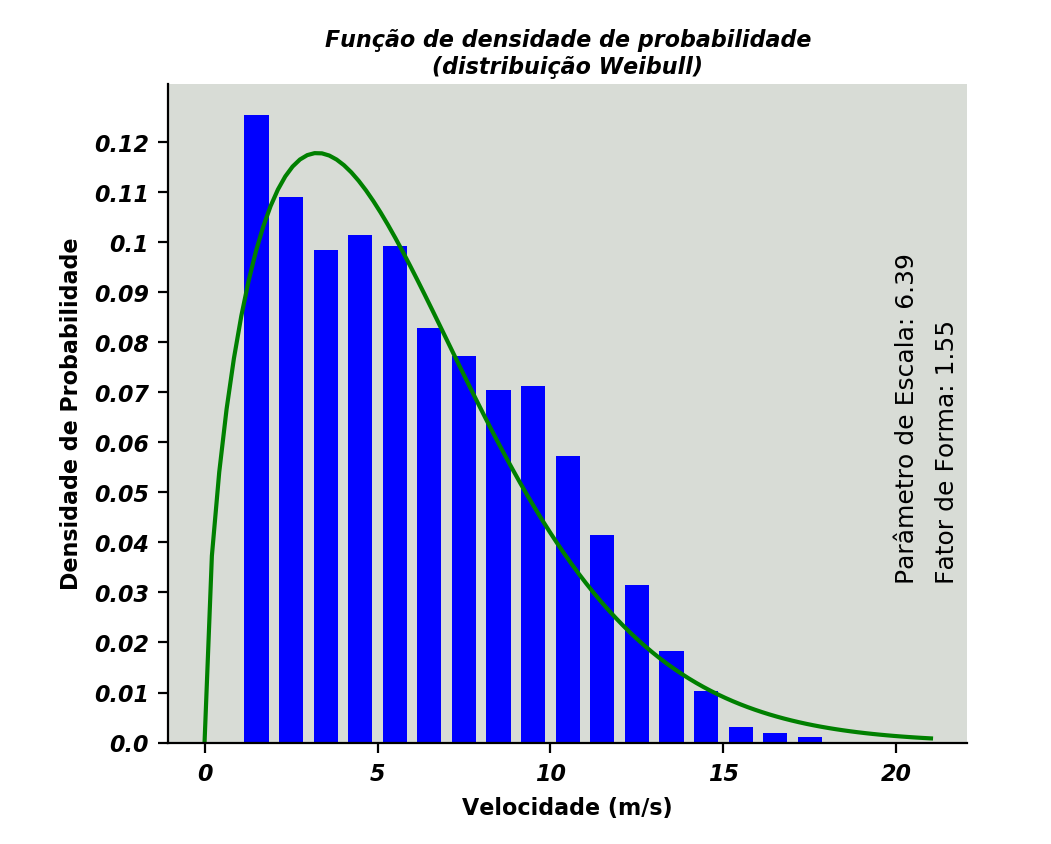 Função de densidade de probabilidade
(distribuição Weibull)
Densidade de Probabilidade
0.12
0.11
0.1
0.09
0.08
0.07
0.06
0.05
0.04
0.03
0.02
0.01
0.0
Parâmetro de Escala: 6.39
Fator de Forma: 1.55
0 5 10 15 20
Velocidade (m/s)